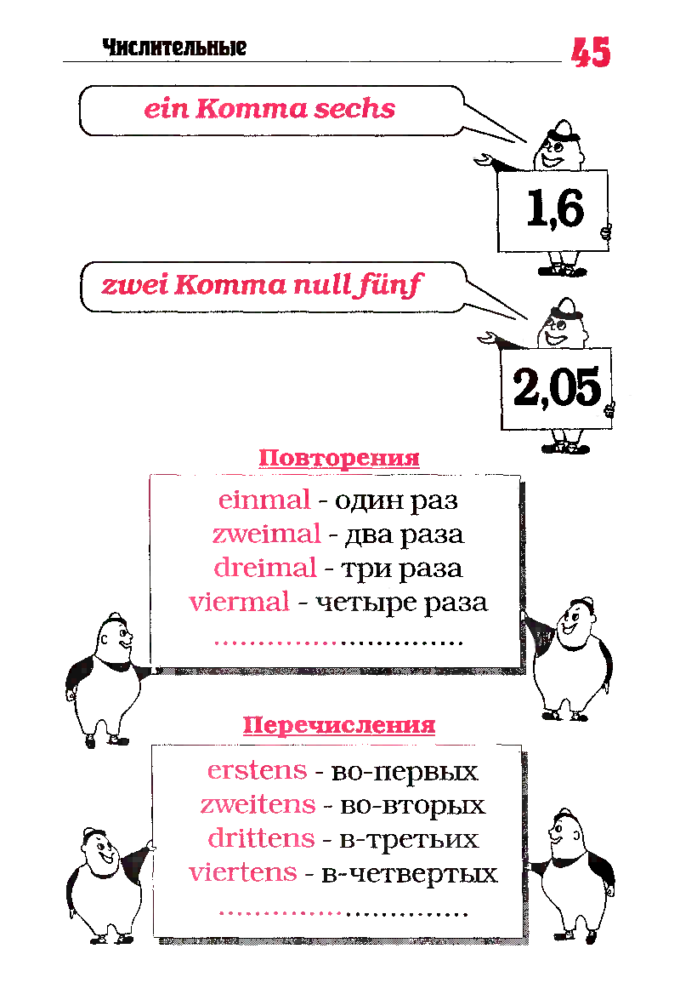 Числительные
45
ein Komma sechs
1,6
zwei Komma null fünf
2,05
Повторения
einmal - один раз
zweimal - два раза
dreimal - три раза
viermal - четыре раза
............................
Перечисления
erstens - во-первых
zweitens - во-вторых
drittens - в-третьих
viertens - в-четвертых
............................